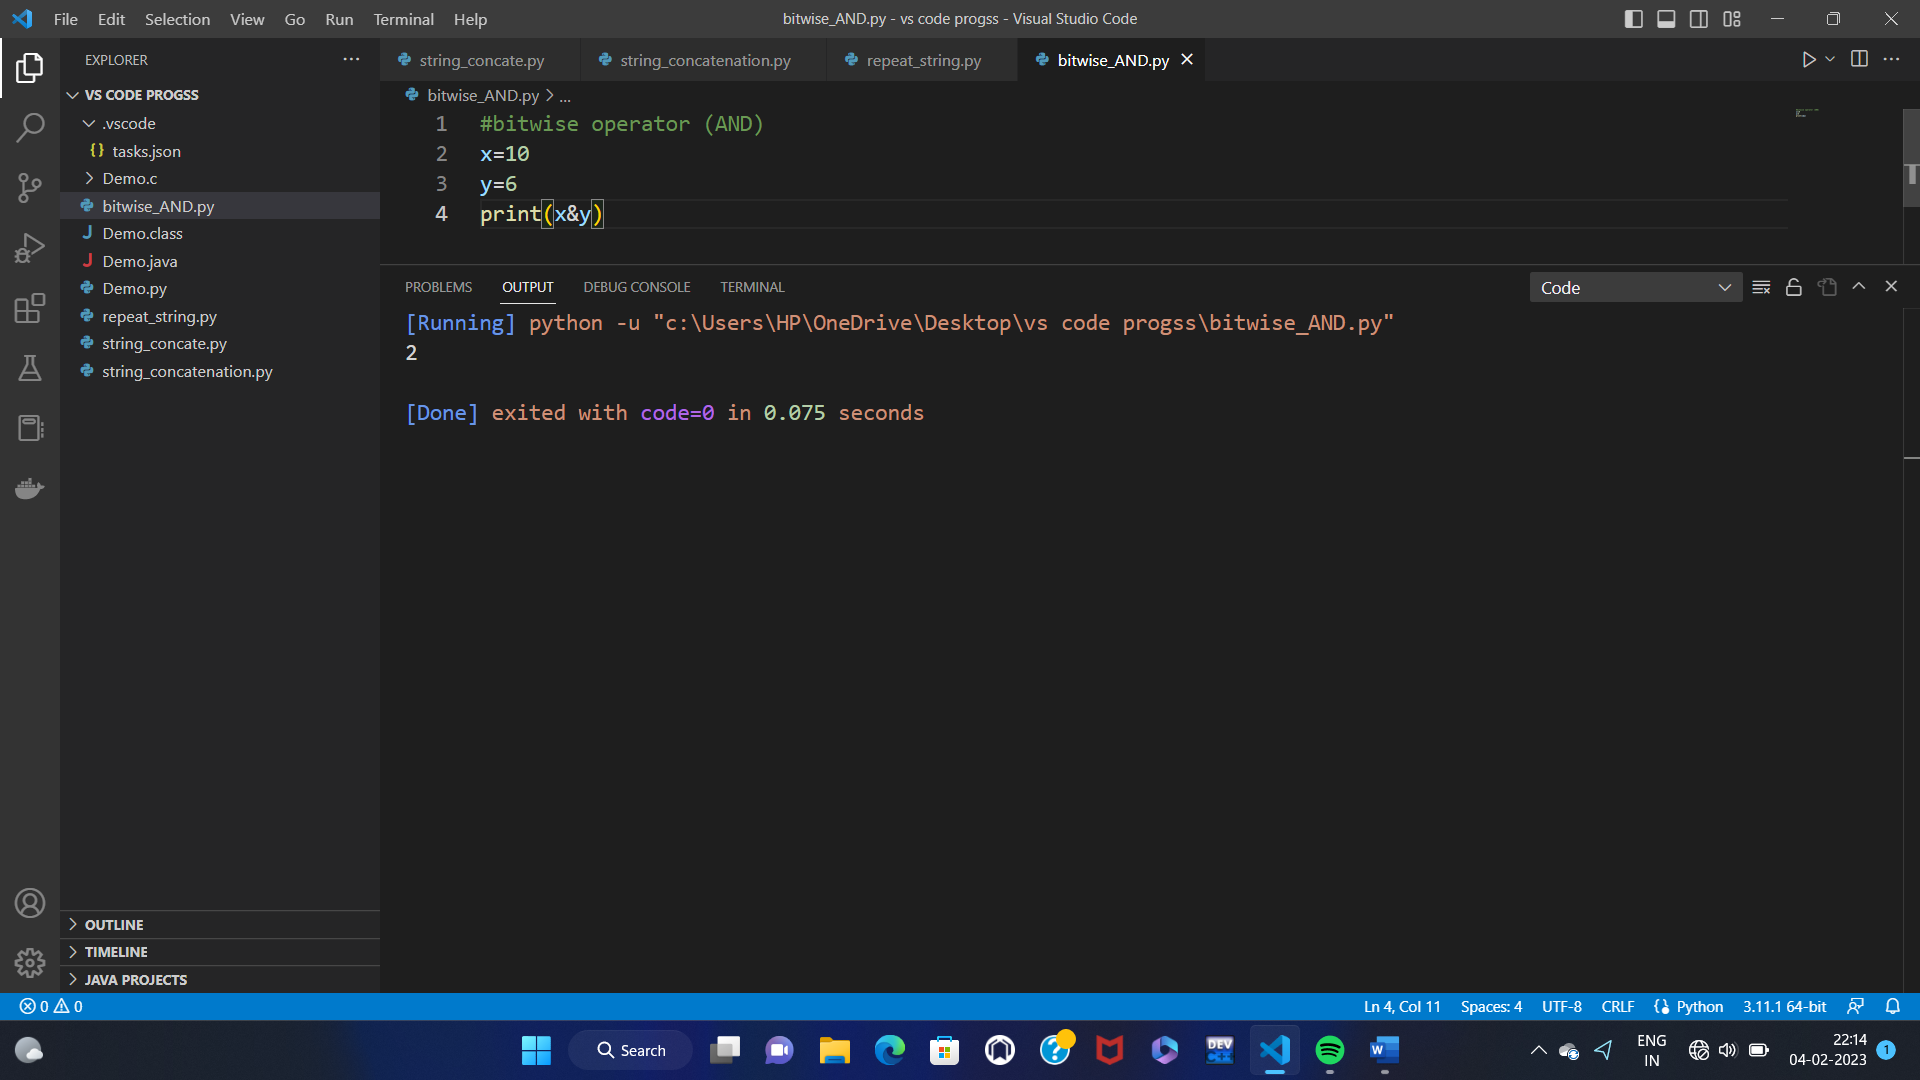 File Edit Selection View Go Run Terminal Help
bitwise_AND.py - vs code progss - Visual Studio Code
EXPLORER
VS CODE PROGSS
.vscode
{} tasks.json
Demo.c
bitwise_AND.py
J Demo.class
J Demo.java
Demo.py
repeat_string.py
string_concate.py
string_concatenation.py
OUTLINE
TIMELINE
JAVA PROJECTS
string_concate.py string_concatenation.py repeat_string.py bitwise_AND.py
bitwise_AND.py > ...
1 #bitwise operator (AND)
2 x=10
3 y=6
4 print(x&y)
PROBLEMS OUTPUT DEBUG CONSOLE TERMINAL Code
[Running] python -u "c:\Users\HP\OneDrive\Desktop\vs code progss\bitwise_AND.py"
2
[Done] exited with code=0 in 0.075 seconds
0 0 Ln 4, Col 11 Spaces: 4 UTF-8 CRLF Python 3.11.1 64-bit
Search
DEV
C++
W
ENG
IN
22:14
04-02-2023
1